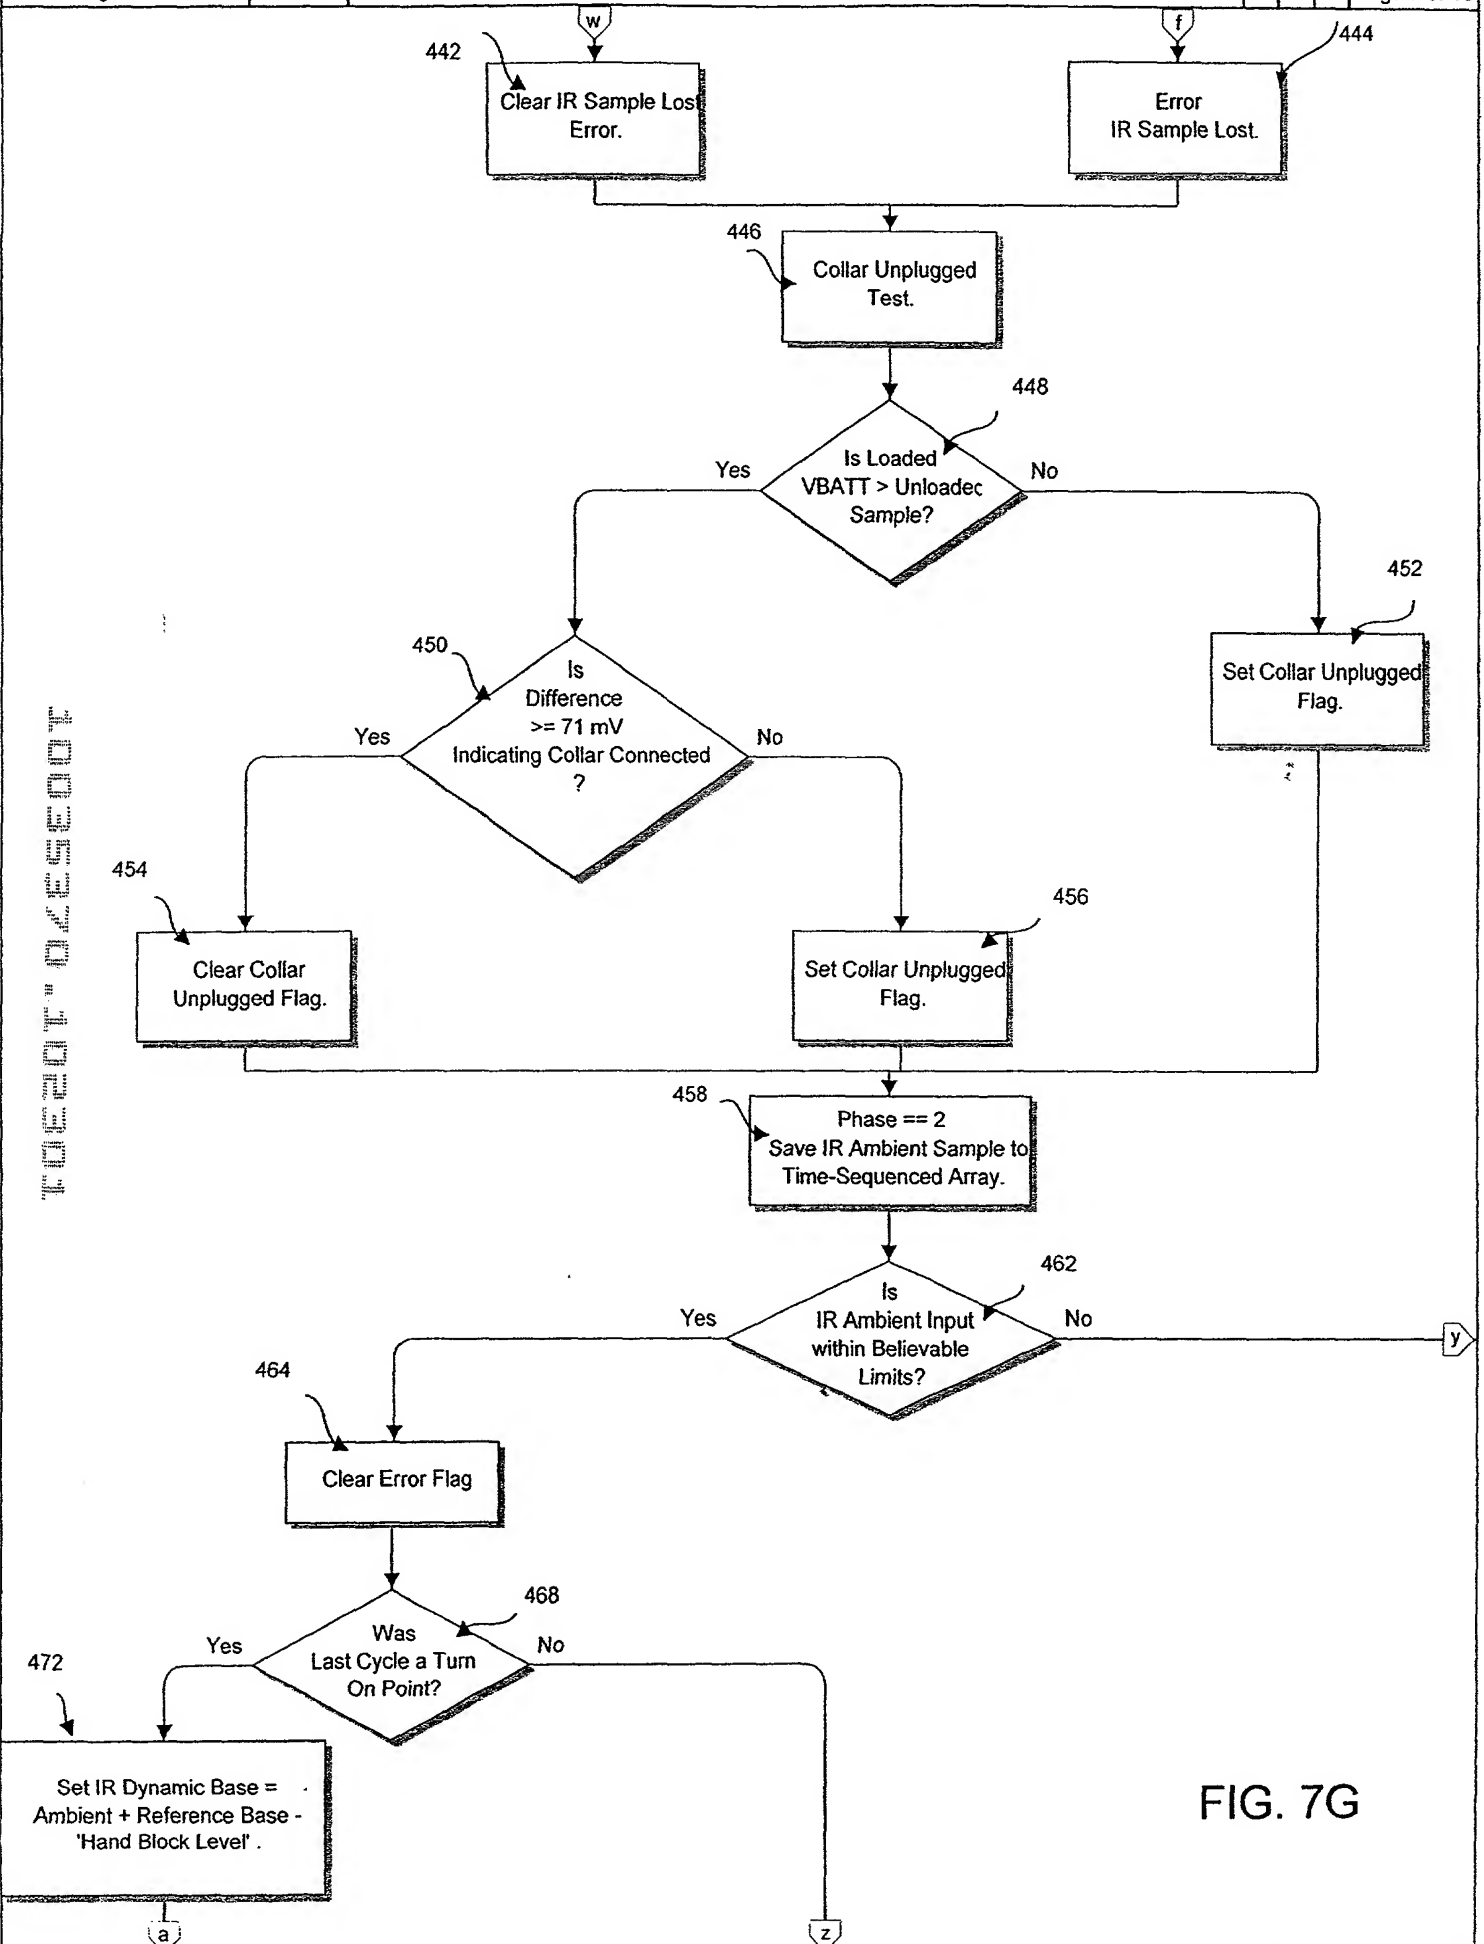 w
f
442
444
Clear IR Sample Lost
Error.
Error
IR Sample Lost.
446
Collar Unplugged
Test.
448
Is Loaded
VBATT > Unloaded
Sample?
Yes
No
452
Set Collar Unplugged
Flag.
450
Is
Difference
>= 71 mV
Indicating Collar Connected
?
Yes
No
454
Clear Collar
Unplugged Flag.
456
Set Collar Unplugged
Flag.
458
Phase == 2
Save IR Ambient Sample to
Time-Sequenced Array.
462
Is
IR Ambient Input
within Believable
Limits?
Yes
No
y
464
Clear Error Flag
468
Was
Last Cycle a Turn
On Point?
Yes
No
472
Set IR Dynamic Base =
Ambient + Reference Base -
'Hand Block Level' .
a
z
FIG. 7G